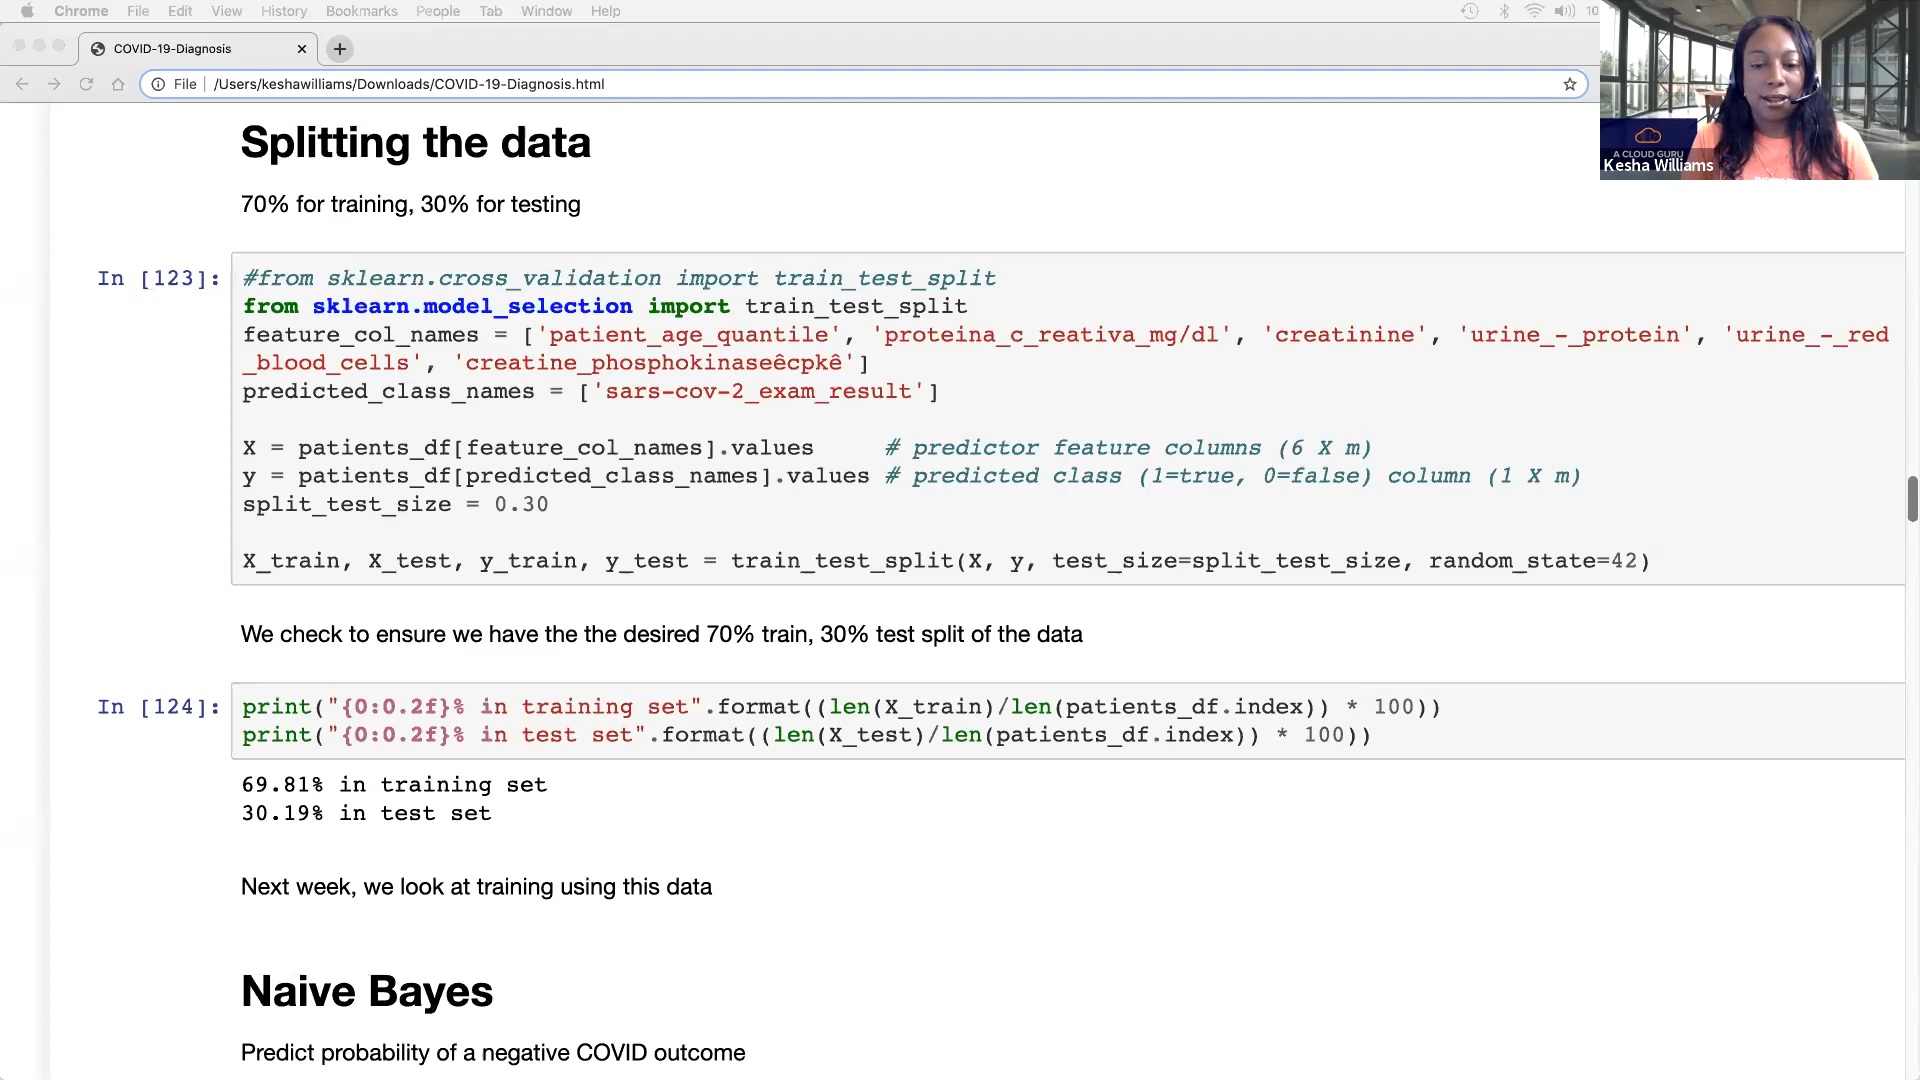 Chrome File Edit View History Bookmarks People Tab Window Help
10
COVID-19-Diagnosis
File /Users/keshawilliams/Downloads/COVID-19-Diagnosis.html
A CLOUD GURU
Kesha Williams
Splitting the data
70% for training, 30% for testing
In [123]:
#from sklearn.cross_validation import train_test_split
from sklearn.model_selection import train_test_split
feature_col_names = ['patient_age_quantile', 'proteina_c_reativa_mg/dl', 'creatinine', 'urine_-_protein', 'urine_-_red
_blood_cells', 'creatine_phosphokinaseêcpkê']
predicted_class_names = ['sars-cov-2_exam_result']
X = patients_df[feature_col_names].values # predictor feature columns (6 X m)
y = patients_df[predicted_class_names].values # predicted class (1=true, 0=false) column (1 X m)
split_test_size = 0.30
X_train, X_test, y_train, y_test = train_test_split(X, y, test_size=split_test_size, random_state=42)
We check to ensure we have the the desired 70% train, 30% test split of the data
In [124]:
print("{0:0.2f}% in training set".format((len(X_train)/len(patients_df.index)) * 100))
print("{0:0.2f}% in test set".format((len(X_test)/len(patients_df.index)) * 100))
69.81% in training set
30.19% in test set
Next week, we look at training using this data
Naive Bayes
Predict probability of a negative COVID outcome